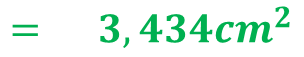 = 3,434cm²